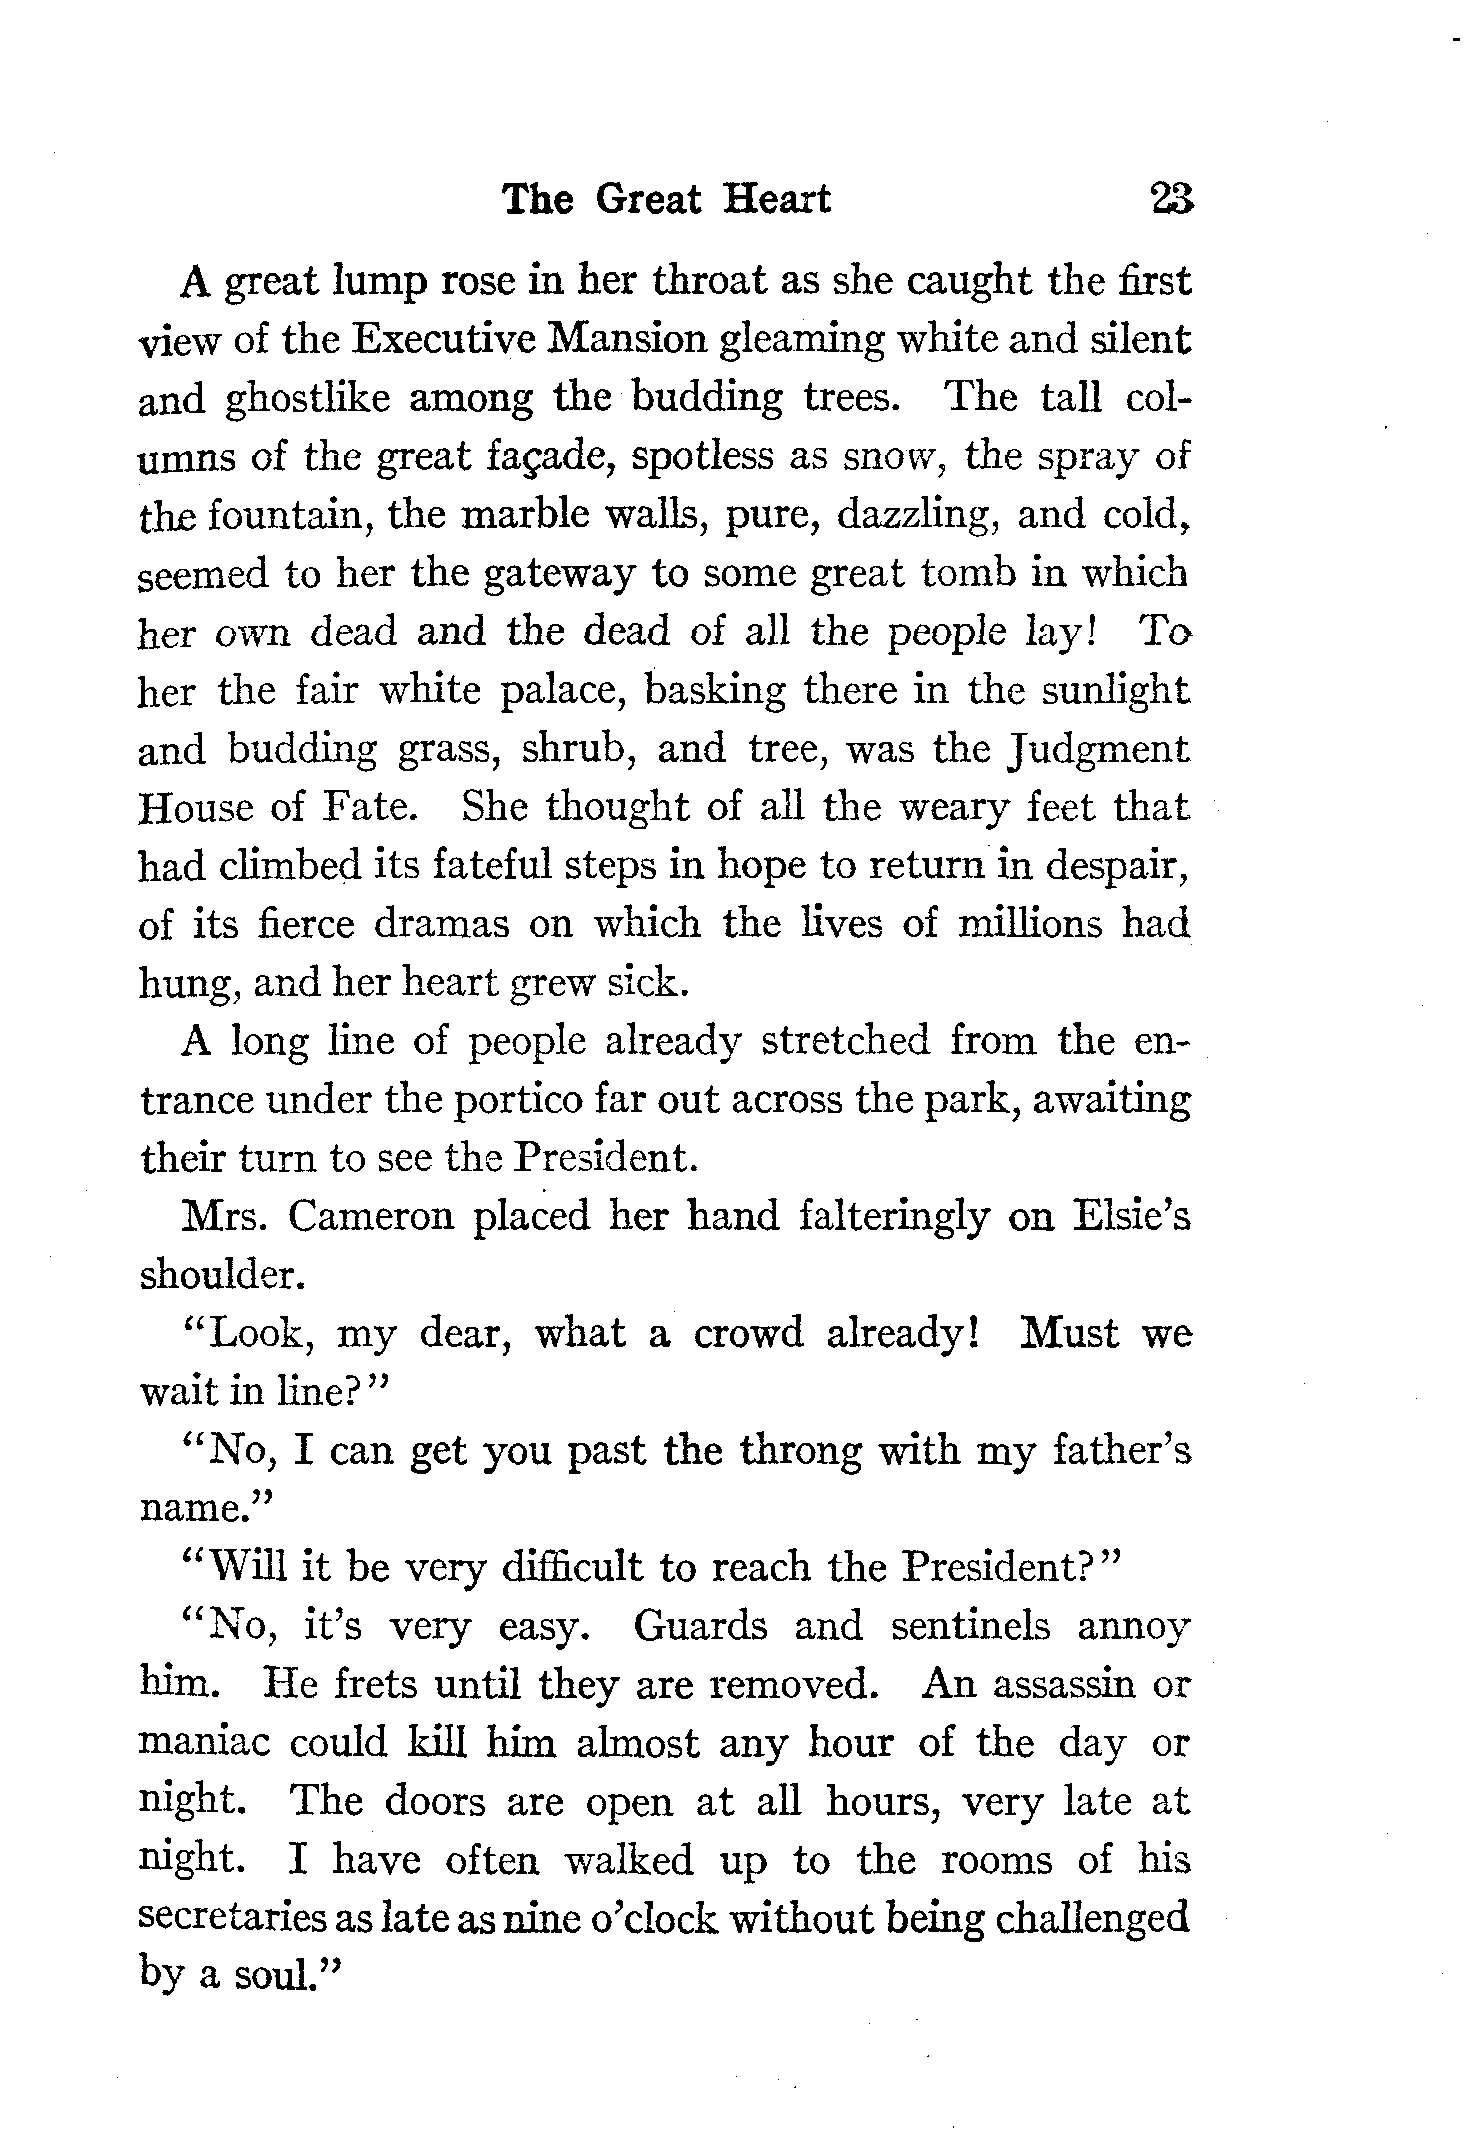 The Great Heart 23
A great lump rose in her throat as she caught the first
view of the Executive Mansion gleaming white and silent
and ghostlike among the budding trees. The tall col-
umns of the great façade, spotless as snow, the spray of
the fountain, the marble walls, pure, dazzling, and cold,
seemed to her the gateway to some great tomb in which
her own dead and the dead of all the people lay! To
her the fair white palace, basking there in the sunlight
and budding grass, shrub, and tree, was the Judgment
House of Fate. She thought of all the weary feet that
had climbed its fateful steps in hope to return in despair,
of its fierce dramas on which the lives of millions had
hung, and her heart grew sick.
A long line of people already stretched from the en-
trance under the portico far out across the park, awaiting
their turn to see the President.
Mrs. Cameron placed her hand falteringly on Elsie's
shoulder.
"Look, my dear, what a crowd already! Must we
wait in line?"
"No, I can get you past the throng with my father's
name."
"Will it be very difficult to reach the President?"
"No, it's very easy. Guards and sentinels annoy
him. He frets until they are removed. An assassin or
maniac could kill him almost any hour of the day or
night. The doors are open at all hours, very late at
night. I have often walked up to the rooms of his
secretaries as late as nine o'clock without being challenged
by a soul."